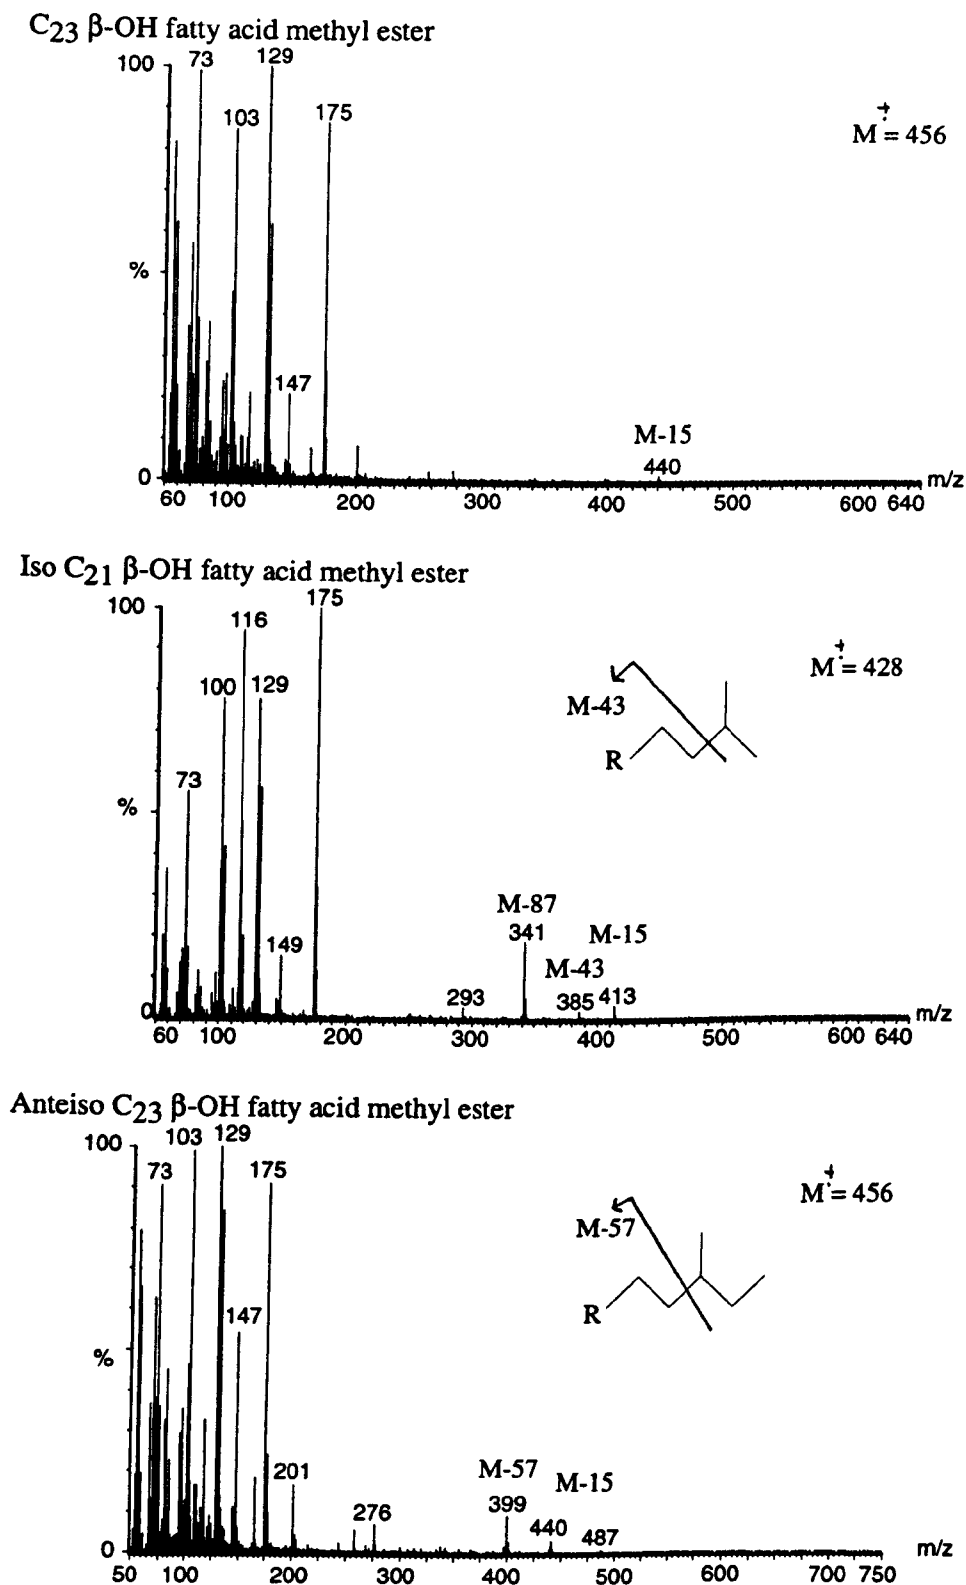 C23 β-OH fatty acid methyl ester
100 73 129
103 175
M+· = 456
%
147
M-15
440
0
m/z
60 100 200 300 400 500 600 640
Iso C21 β-OH fatty acid methyl ester
100 175
116
100 129
M+· = 428
M-43
R
73
%
M-87
341 M-15
149
M-43
293 385 413
0
m/z
60 100 200 300 400 500 600 640
Anteiso C23 β-OH fatty acid methyl ester
100 103 129
73 175
M+· = 456
M-57
R
147
%
201
M-57 M-15
399
276 440 487
0
m/z
50 100 200 300 400 500 600 700 750